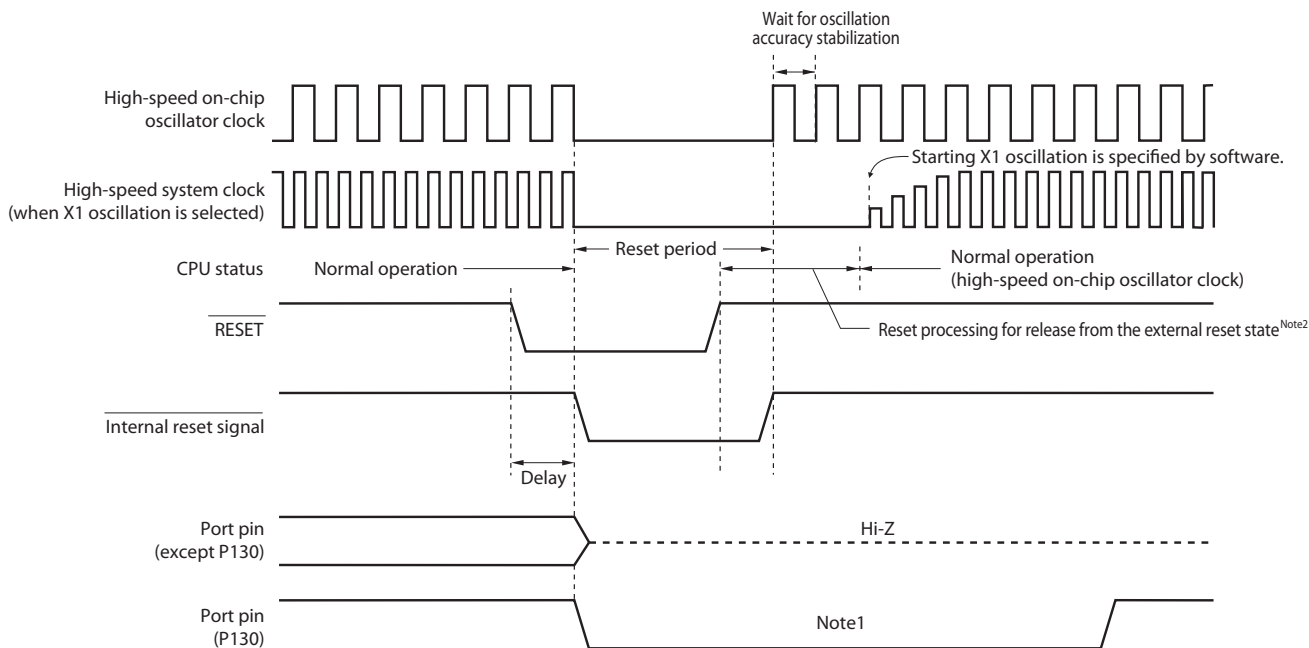 Wait for oscillation
accuracy stabilization
High-speed on-chip
oscillator clock
Starting X1 oscillation is specified by software.
High-speed system clock
(when X1 oscillation is selected)
Reset period
CPU status
Normal operation
Normal operation
(high-speed on-chip oscillator clock)
RESET
Reset processing for release from the external reset state Note2
Internal reset signal
Delay
Port pin
(except P130)
Hi-Z
Port pin
(P130)
Note1